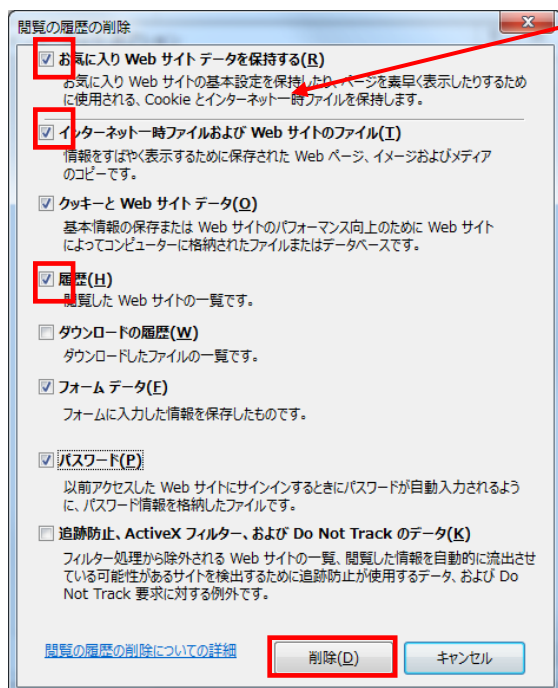 閲覧の履歴の削除
お気に入り Web サイト データを保持する(R)
お気に入り Web サイトの基本設定を保持したり、ページを素早く表示したりするため
に使用される、Cookie とインターネット一時ファイルを保持します。
インターネット一時ファイルおよび Web サイトのファイル(T)
情報をすばやく表示するために保存された Web ページ、イメージおよびメディア
のコピーです。
クッキーと Web サイト データ(O)
基本情報の保存または Web サイトのパフォーマンス向上のために Web サイト
によってコンピューターに格納されたファイルまたはデータベースです。
履歴(H)
閲覧した Web サイトの一覧です。
ダウンロードの履歴(W)
ダウンロードしたファイルの一覧です。
フォーム データ(F)
フォームに入力した情報を保存したものです。
パスワード(P)
以前アクセスした Web サイトにサインインするときにパスワードが自動入力されるよう
に、パスワード情報を格納したファイルです。
追跡防止、ActiveX フィルター、および Do Not Track のデータ(K)
フィルター処理から除外される Web サイトの一覧、閲覧した情報を自動的に流出させ
ている可能性があるサイトを検出するために追跡防止が使用するデータ、および Do
Not Track 要求に対する例外です。
閲覧の履歴の削除についての詳細
削除(D)
キャンセル